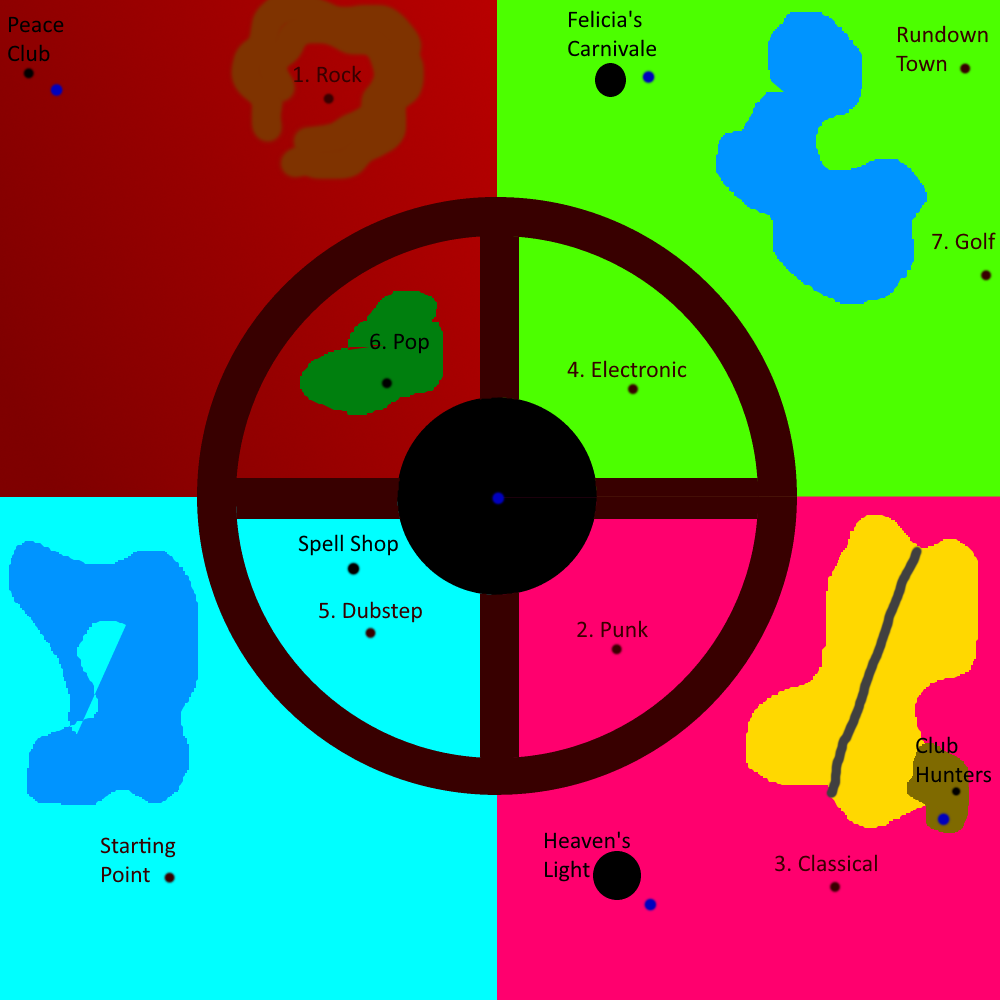 Peace
Club
1. Rock
Felicia's
Carnivale
Rundown
Town
7. Golf
6. Pop
4. Electronic
Spell Shop
5. Dubstep
2. Punk
Club
Hunters
Starting
Point
Heaven's
Light
3. Classical